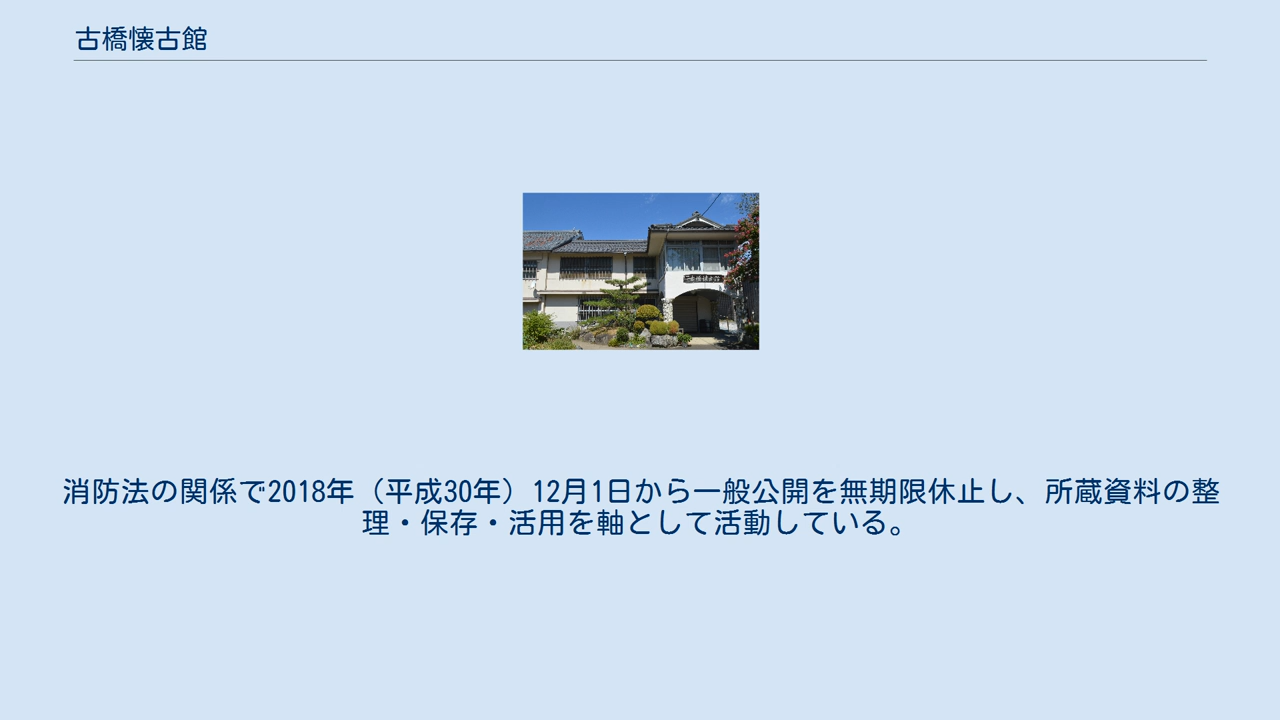 古橋懐古館
消防法の関係で2018年（平成30年）12月1日から一般公開を無期限休止し、所蔵資料の整
理・保存・活用を軸として活動している。